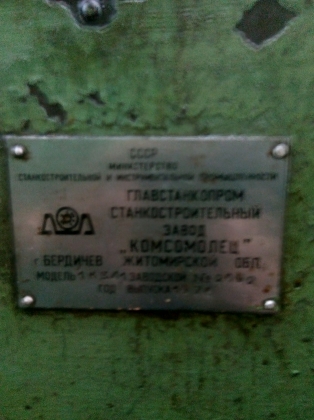 СССР
МИНИСТЕРСТВО
СТАНКОСТРОИТЕЛЬНОЙ И ИНСТРУМЕНТАЛЬНОЙ ПРОМЫШЛЕННОСТИ
ГЛАВСТАНКОПРОМ
СТАНКОСТРОИТЕЛЬНЫЙ
ЗАВОД
„КОМСОМОЛЕЦ"
г. БЕРДИЧЕВ ЖИТОМИРСКОЙ ОБЛ.
МОДЕЛЬ ЗАВОДСКОЙ №
ГОД ВЫПУСКА